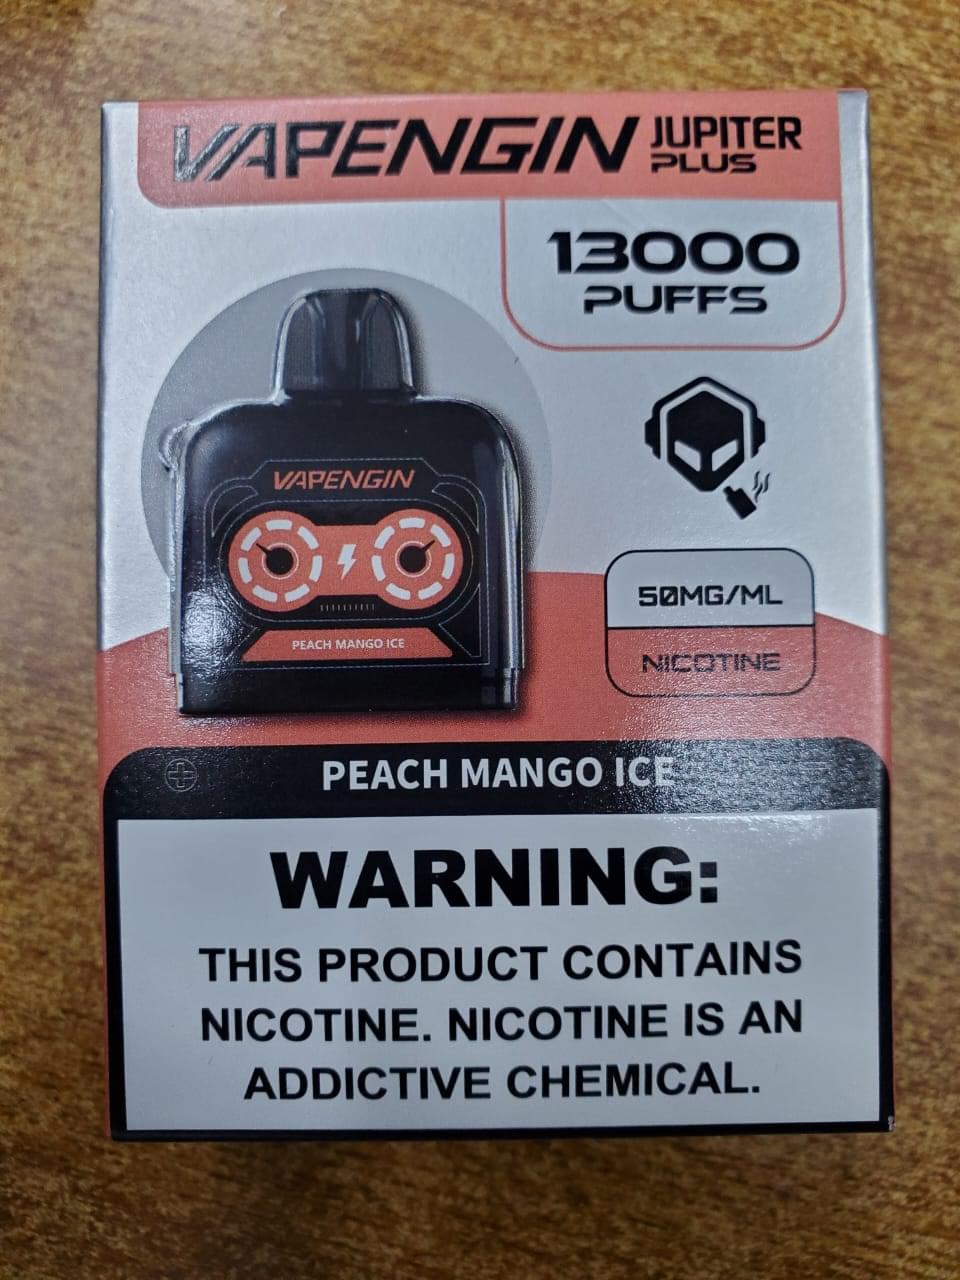 VAPENGIN JUPITER
PLUS
13000
PUFFS
VAPENGIN
PEACH MANGO ICE
50MG/ML
NICOTINE
PEACH MANGO ICE
WARNING:
THIS PRODUCT CONTAINS
NICOTINE. NICOTINE IS AN
ADDICTIVE CHEMICAL.